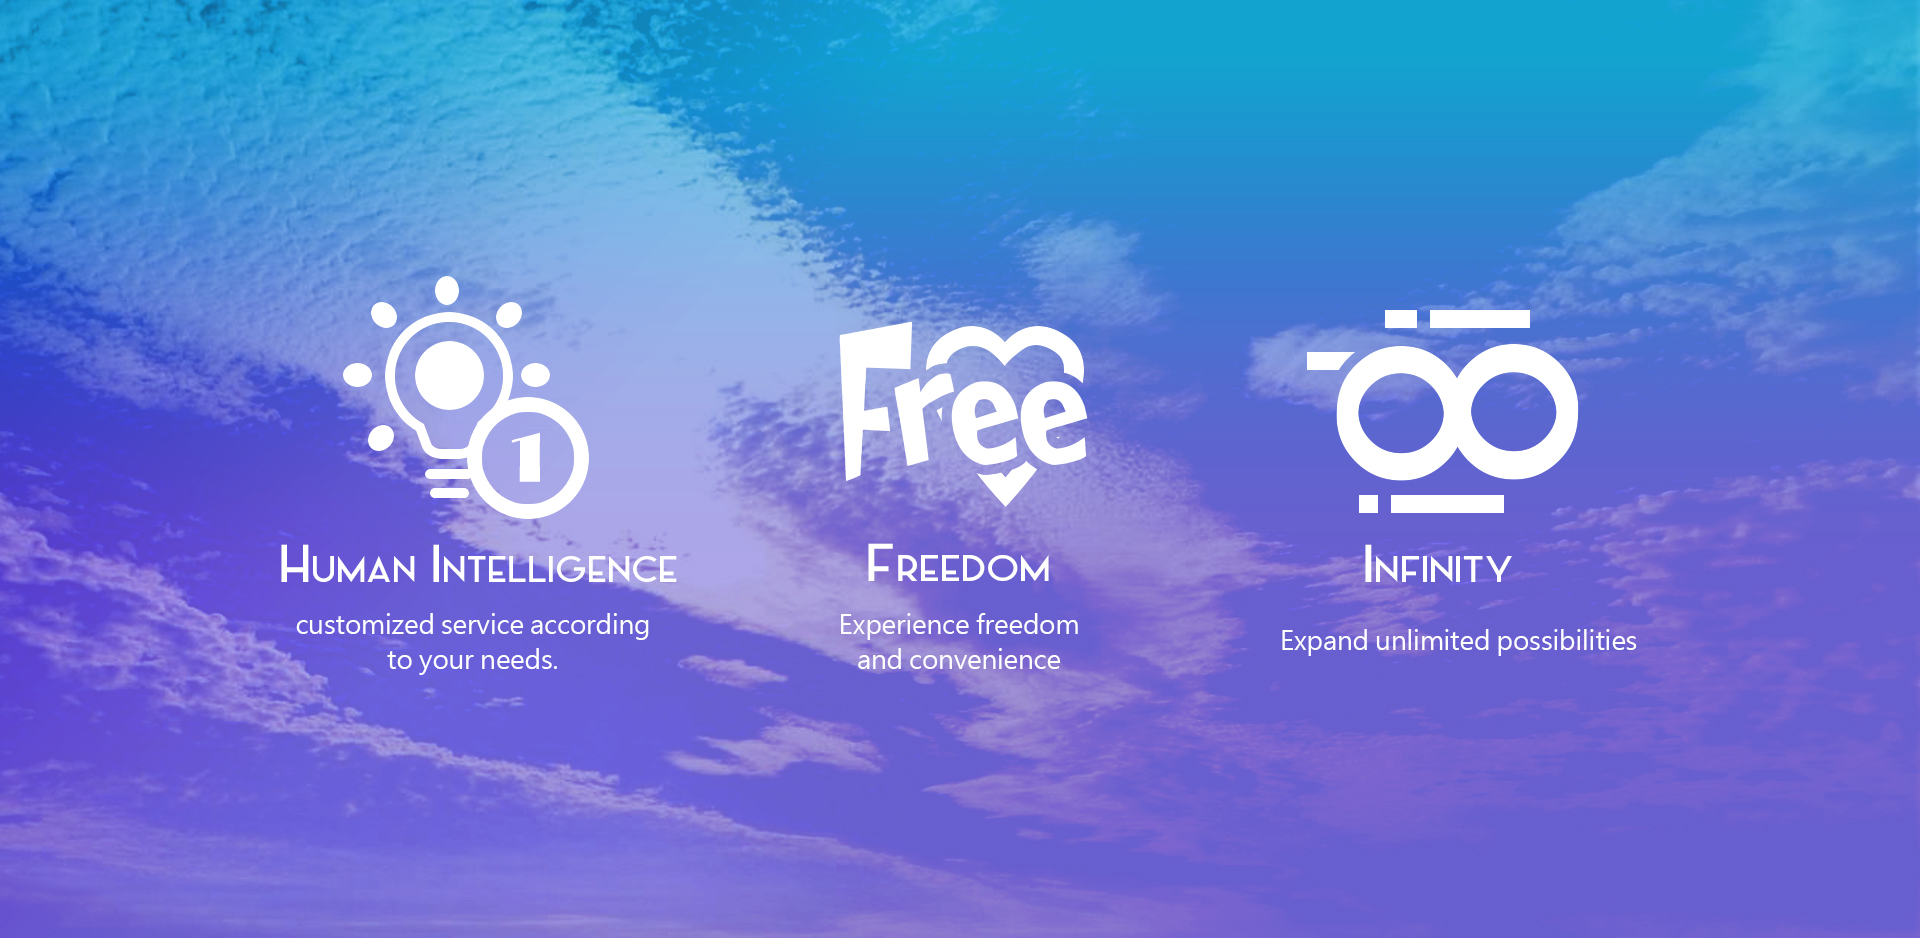 1
Free
Human Intelligence
customized service according
to your needs.
Freedom
Experience freedom
and convenience
Infinity
Expand unlimited possibilities